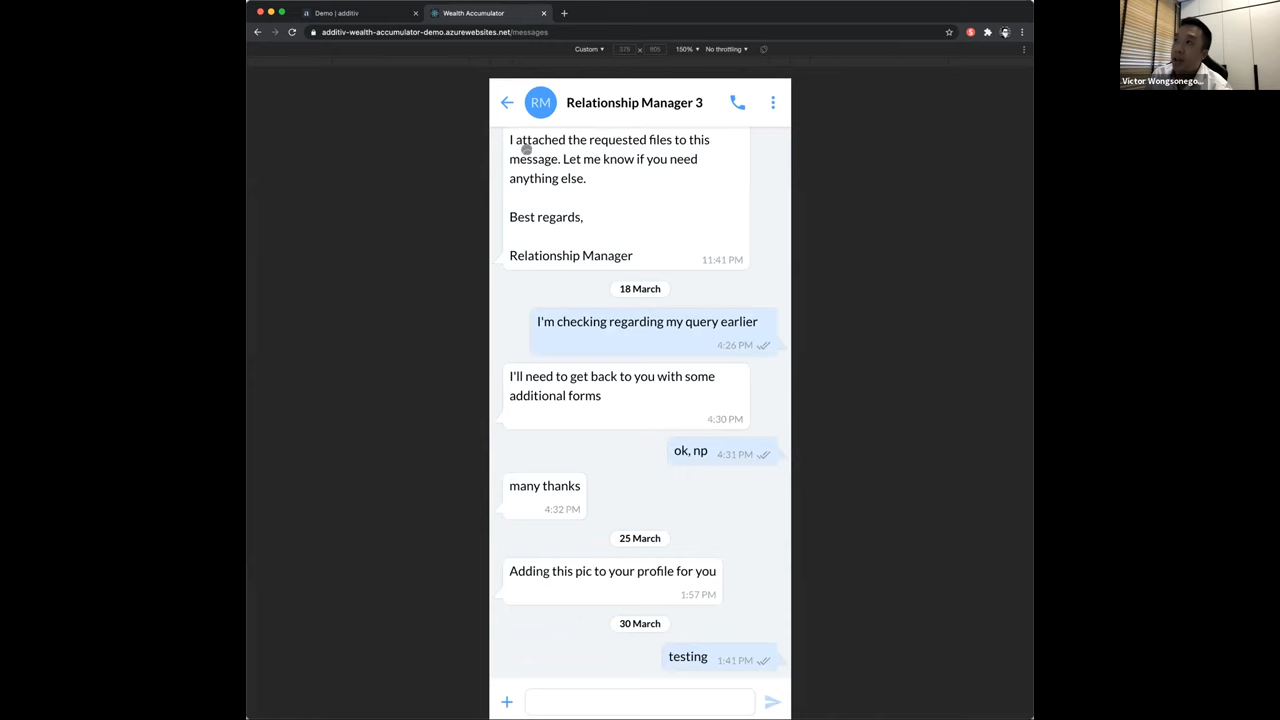 Demo | additiv
Wealth Accumulator
additiv-wealth-accumulator-demo.azurewebsites.net/messages
Custom 375 × 805 150% No throttling
Victor Wongsonego...
RM Relationship Manager 3
I attached the requested files to this
message. Let me know if you need
anything else.
Best regards,
Relationship Manager
11:41 PM
18 March
I'm checking regarding my query earlier
4:26 PM
I'll need to get back to you with some
additional forms
4:30 PM
ok, np 4:31 PM
many thanks
4:32 PM
25 March
Adding this pic to your profile for you
1:57 PM
30 March
testing 1:41 PM